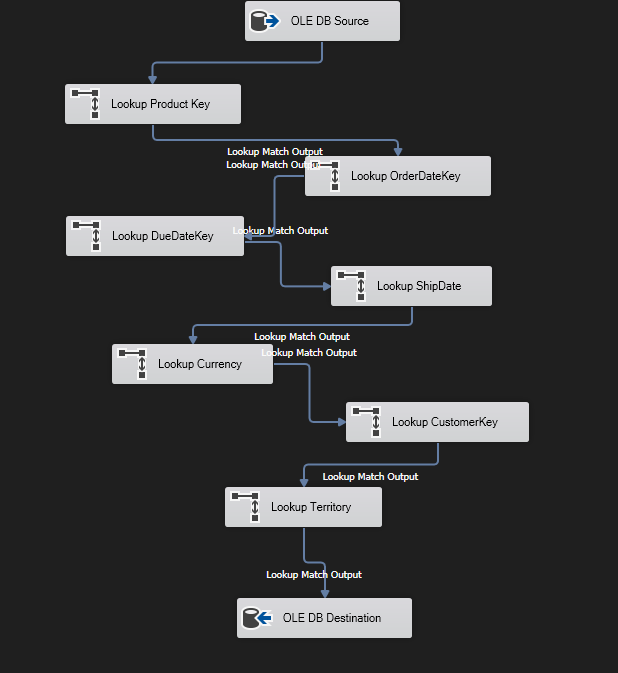 OLE DB Source
Lookup Product Key
Lookup Match Output
Lookup Match Output
Lookup OrderDateKey
Lookup Match Output
Lookup DueDateKey
Lookup ShipDate
Lookup Match Output
Lookup Match Output
Lookup Currency
Lookup CustomerKey
Lookup Match Output
Lookup Territory
Lookup Match Output
OLE DB Destination